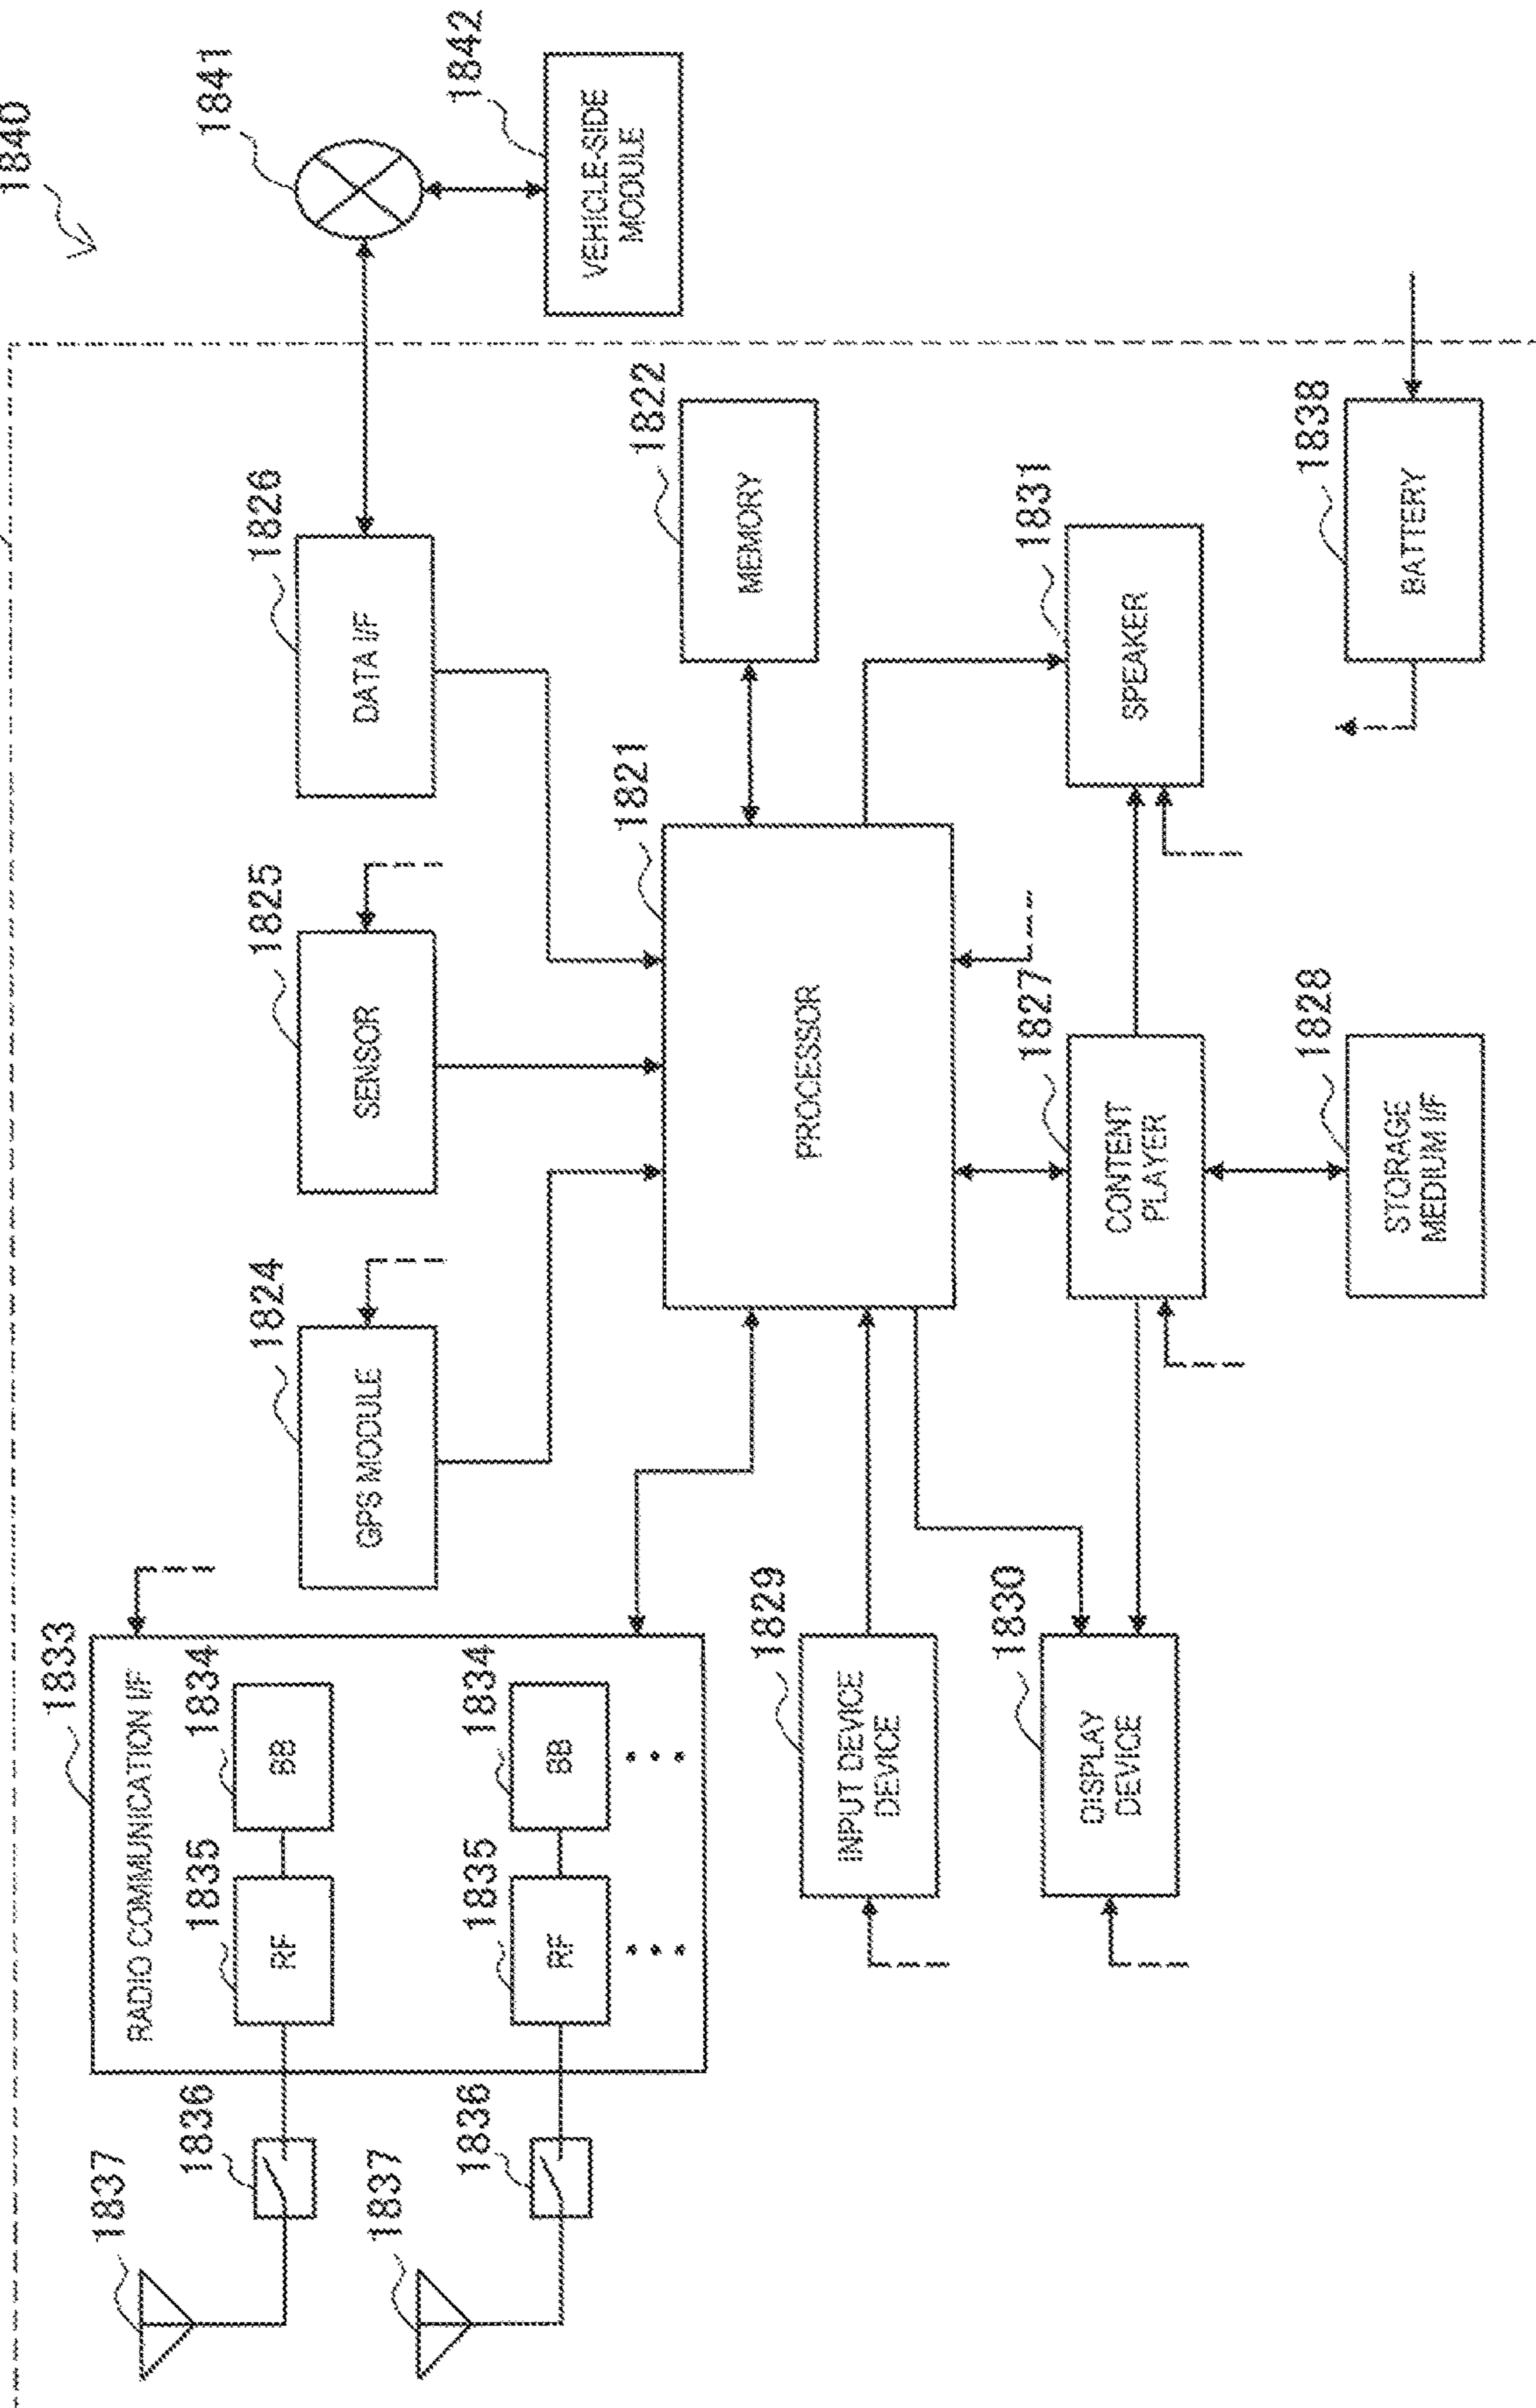 1840
1841
1842
VEHICLE-SIDE
MODULE
1833
RADIO COMMUNICATION I/F
1837
1836
1835
RF
1834
BB
1837
1836
1835
RF
1834
BB
1824
GPS MODULE
1825
SENSOR
1826
DATA I/F
1821
PROCESSOR
1822
MEMORY
1829
INPUT DEVICE
DEVICE
1830
DISPLAY
DEVICE
1827
CONTENT
PLAYER
1831
SPEAKER
1828
STORAGE
MEDIUM I/F
1838
BATTERY